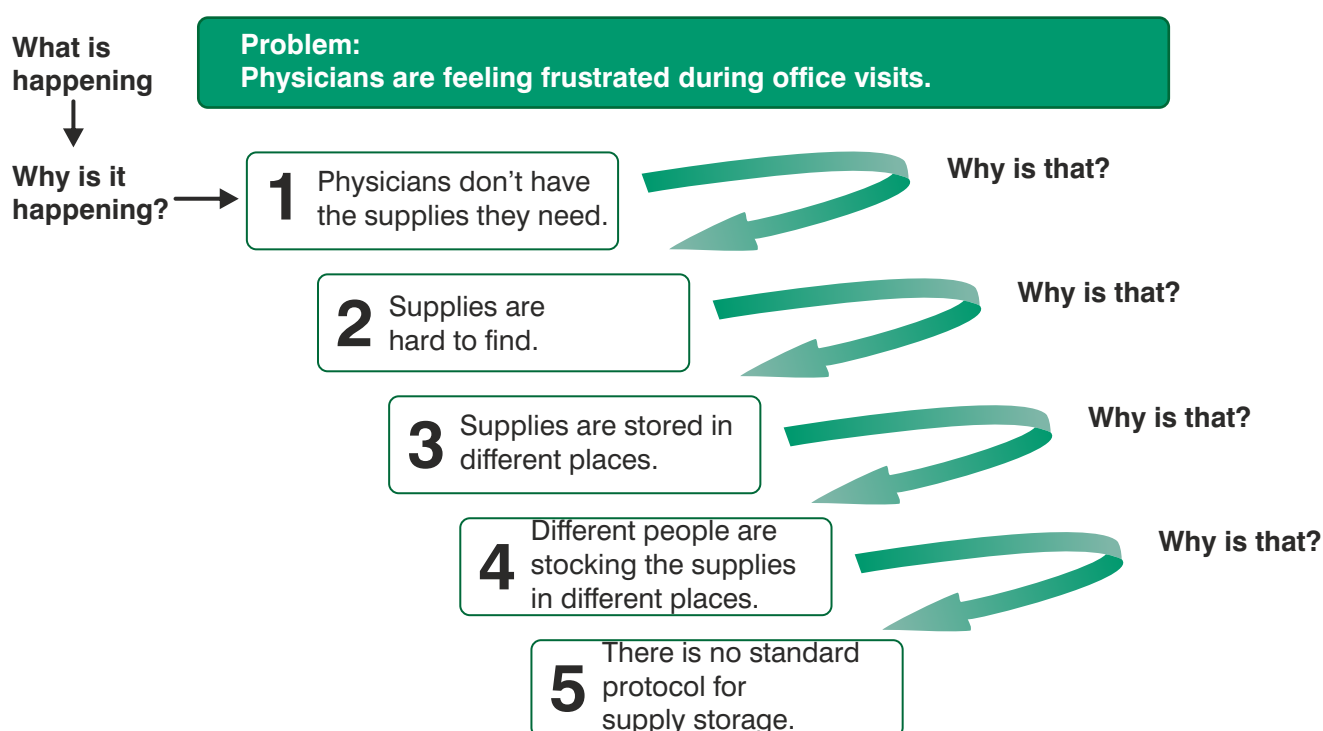 What is
happening
Problem:
Physicians are feeling frustrated during office visits.
Why is it
happening?
1
Physicians don’t have
the supplies they need.
Why is that?
2
Supplies are
hard to find.
Why is that?
3
Supplies are stored in
different places.
Why is that?
4
Different people are
stocking the supplies
in different places.
Why is that?
5
There is no standard
protocol for
supply storage.